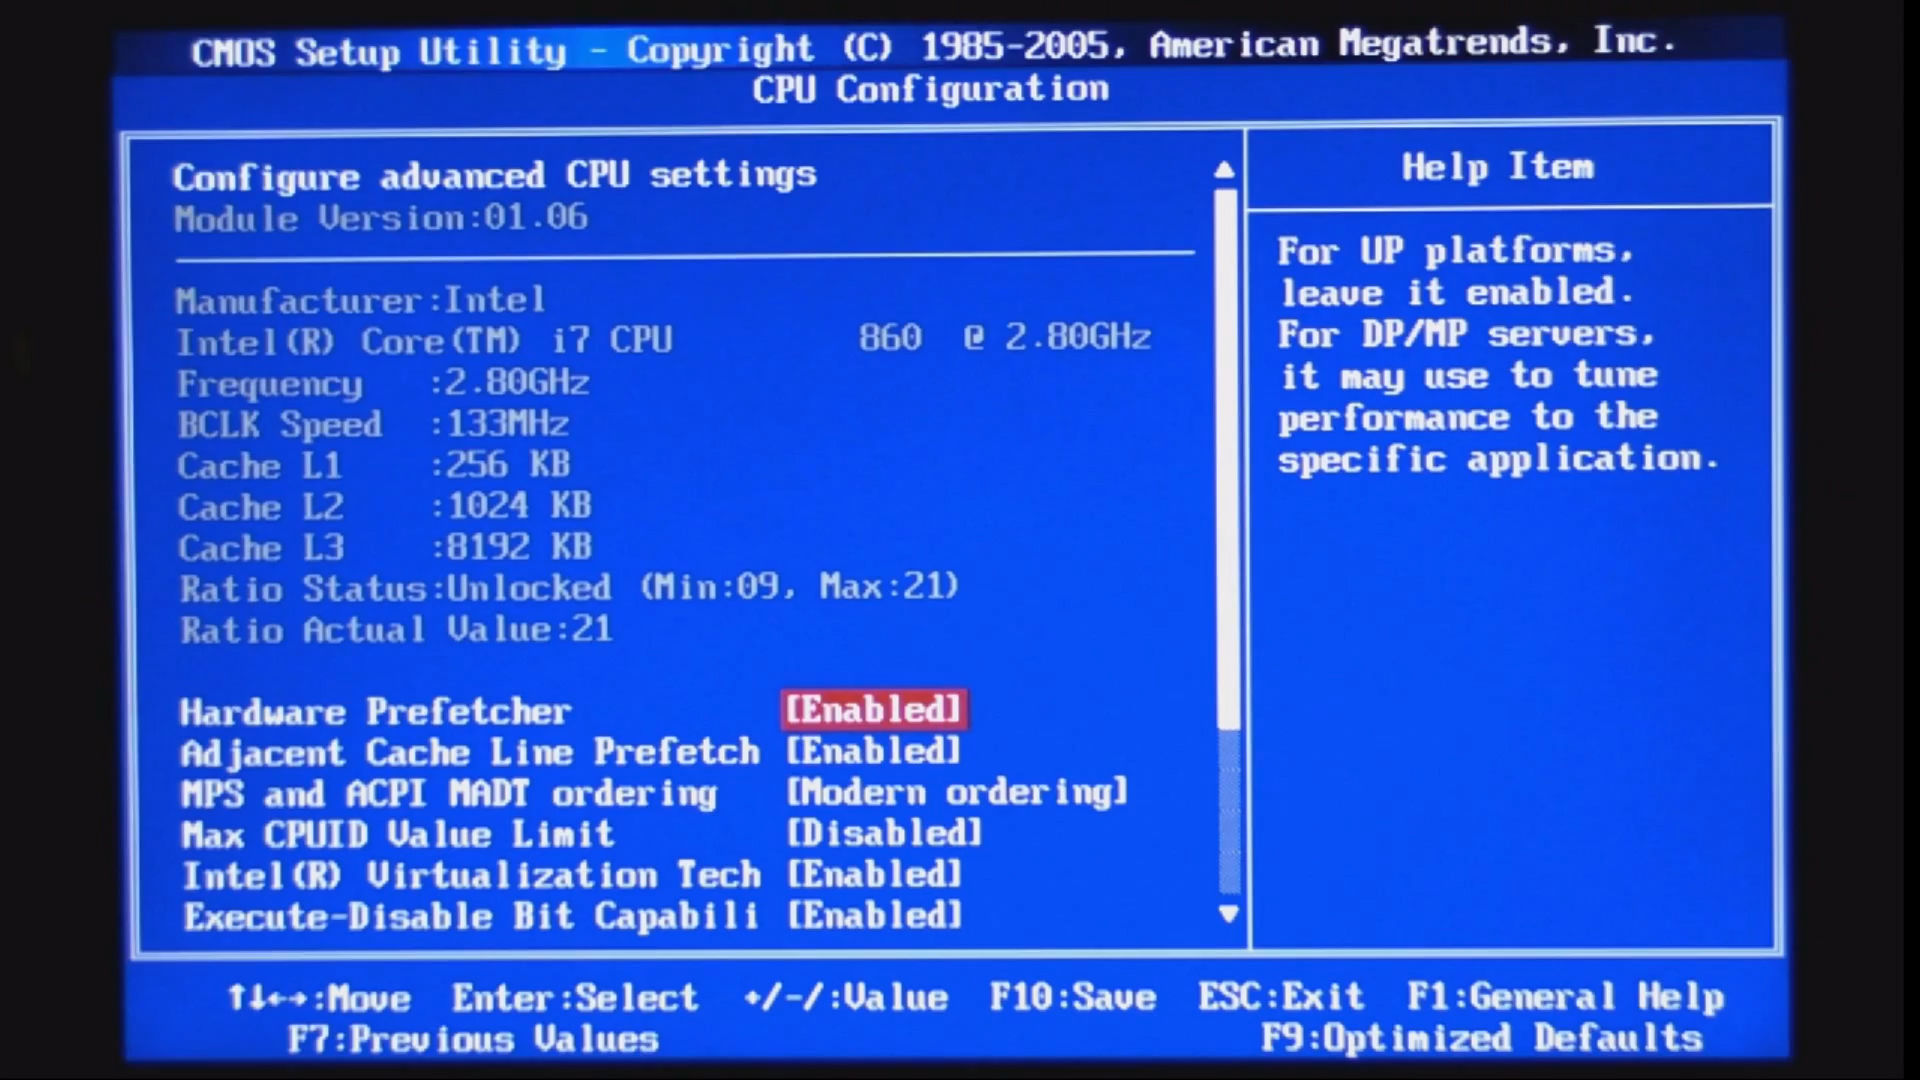 CMOS Setup Utility - Copyright (C) 1985-2005, American Megatrends, Inc.
CPU Configuration
Configure advanced CPU settings
Module Version:01.06
Manufacturer:Intel
Intel(R) Core(TM) i7 CPU 860 @ 2.80GHz
Frequency :2.80GHz
BCLK Speed :133MHz
Cache L1 :256 KB
Cache L2 :1024 KB
Cache L3 :8192 KB
Ratio Status:Unlocked (Min:09, Max:21)
Ratio Actual Value:21
Hardware Prefetcher [Enabled]
Adjacent Cache Line Prefetch [Enabled]
MPS and ACPI MADT ordering [Modern ordering]
Max CPUID Value Limit [Disabled]
Intel(R) Virtualization Tech [Enabled]
Execute-Disable Bit Capabili [Enabled]
Help Item
For UP platforms,
leave it enabled.
For DP/MP servers,
it may use to tune
performance to the
specific application.
↑↓←→:Move Enter:Select +/-/:Value F10:Save ESC:Exit F1:General Help
F7:Previous Values F9:Optimized Defaults